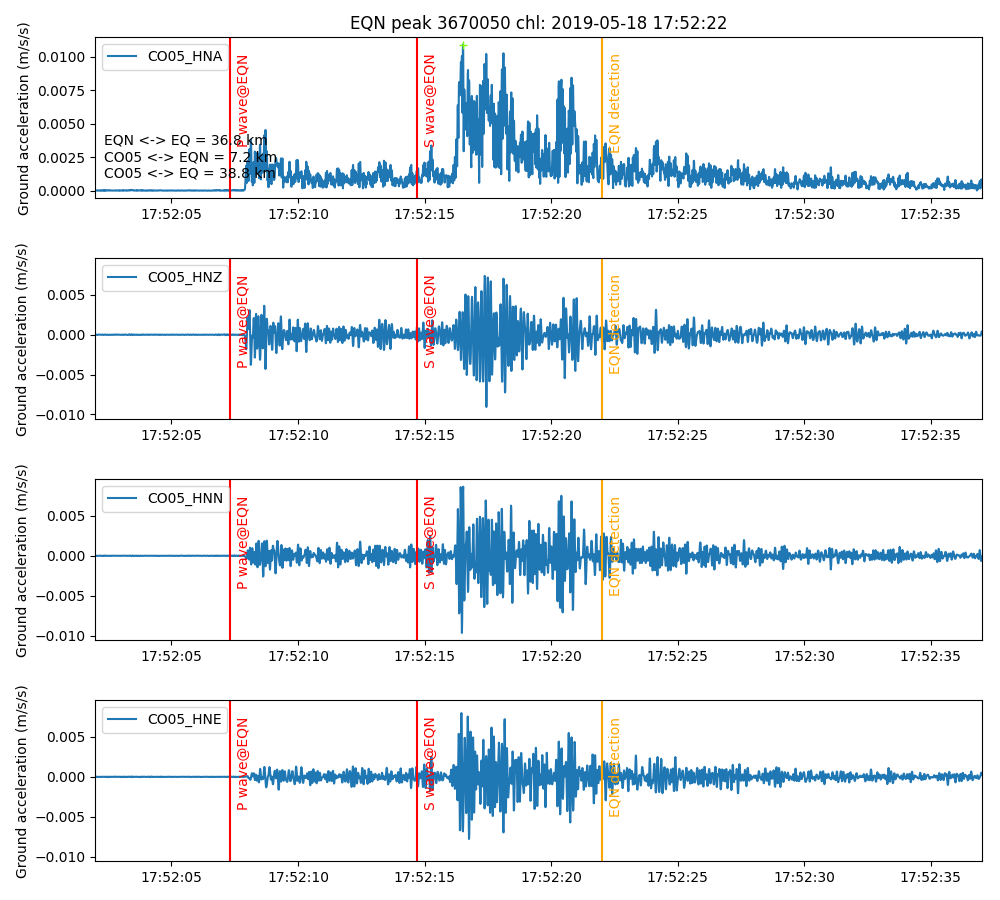 EQN peak 3670050 chl: 2019-05-18 17:52:22
Ground acceleration (m/s/s)
0.0100
0.0075
0.0050
0.0025
0.0000
CO05_HNA
P wave@EQN
S wave@EQN
EQN detection
EQN <-> EQ = 36.8 km
CO05 <-> EQN = 7.2 km
CO05 <-> EQ = 38.8 km
17:52:05 17:52:10 17:52:15 17:52:20 17:52:25 17:52:30 17:52:35
Ground acceleration (m/s/s)
0.005
0.000
−0.005
−0.010
CO05_HNZ
P wave@EQN
S wave@EQN
EQN detection
17:52:05 17:52:10 17:52:15 17:52:20 17:52:25 17:52:30 17:52:35
Ground acceleration (m/s/s)
0.005
0.000
−0.005
−0.010
CO05_HNN
P wave@EQN
S wave@EQN
EQN detection
17:52:05 17:52:10 17:52:15 17:52:20 17:52:25 17:52:30 17:52:35
Ground acceleration (m/s/s)
0.005
0.000
−0.005
−0.010
CO05_HNE
P wave@EQN
S wave@EQN
EQN detection
17:52:05 17:52:10 17:52:15 17:52:20 17:52:25 17:52:30 17:52:35